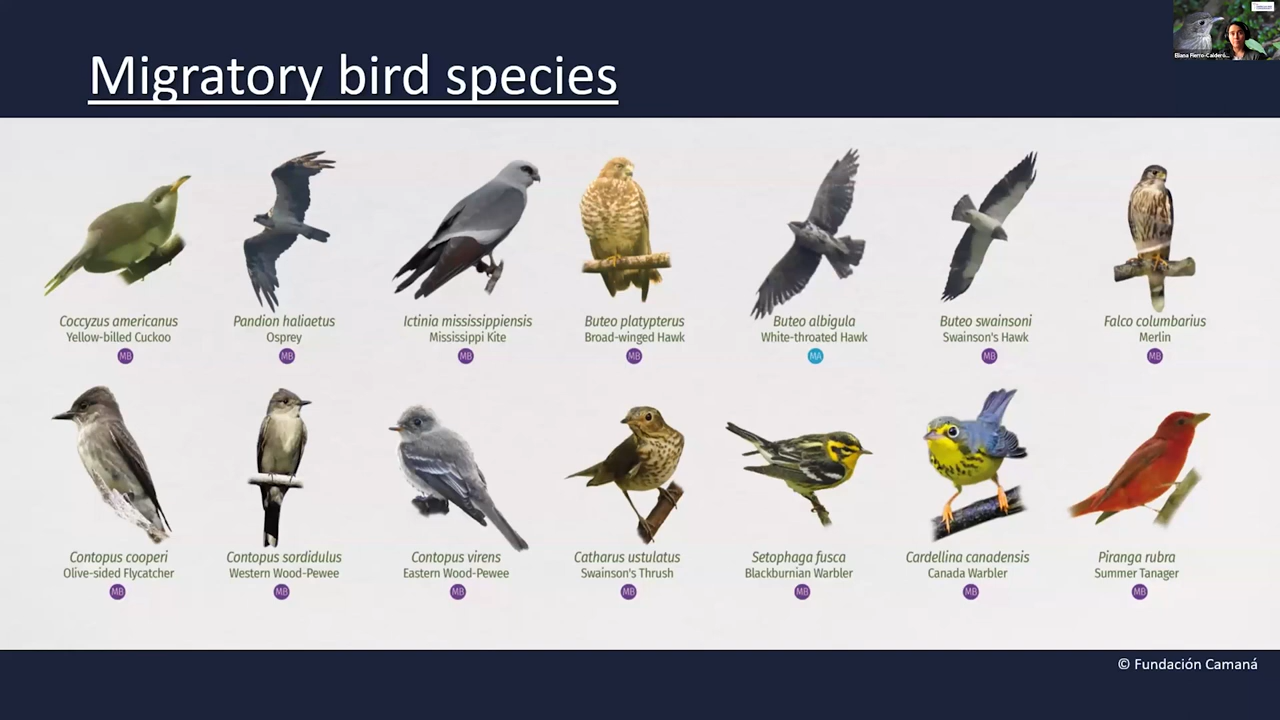 Migratory bird species
Coccyzus americanus
Yellow-billed Cuckoo
MB
Pandion haliaetus
Osprey
MB
Ictinia mississippiensis
Mississippi Kite
MB
Buteo platypterus
Broad-winged Hawk
MB
Buteo albigula
White-throated Hawk
MA
Buteo swainsoni
Swainson's Hawk
MB
Falco columbarius
Merlin
MB
Contopus cooperi
Olive-sided Flycatcher
MB
Contopus sordidulus
Western Wood-Pewee
MB
Contopus virens
Eastern Wood-Pewee
MB
Catharus ustulatus
Swainson's Thrush
MB
Setophaga fusca
Blackburnian Warbler
MB
Cardellina canadensis
Canada Warbler
MB
Piranga rubra
Summer Tanager
MB
© Fundación Camaná